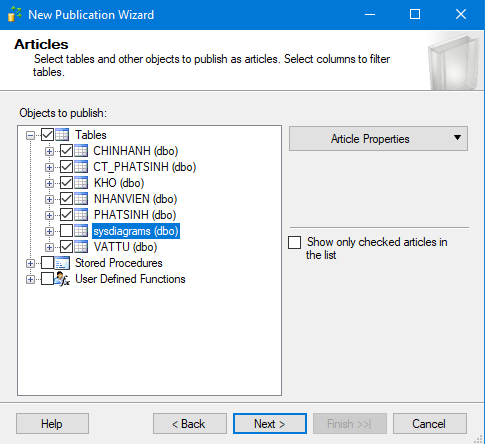 New Publication Wizard
Articles
Select tables and other objects to publish as articles. Select columns to filter
tables.
Objects to publish:
Tables
CHINHANH (dbo)
CT_PHATSINH (dbo)
KHO (dbo)
NHANVIEN (dbo)
PHATSINH (dbo)
sysdiagrams (dbo)
VATTU (dbo)
Stored Procedures
User Defined Functions
Article Properties
Show only checked articles in
the list
Help
< Back
Next >
Finish >>|
Cancel